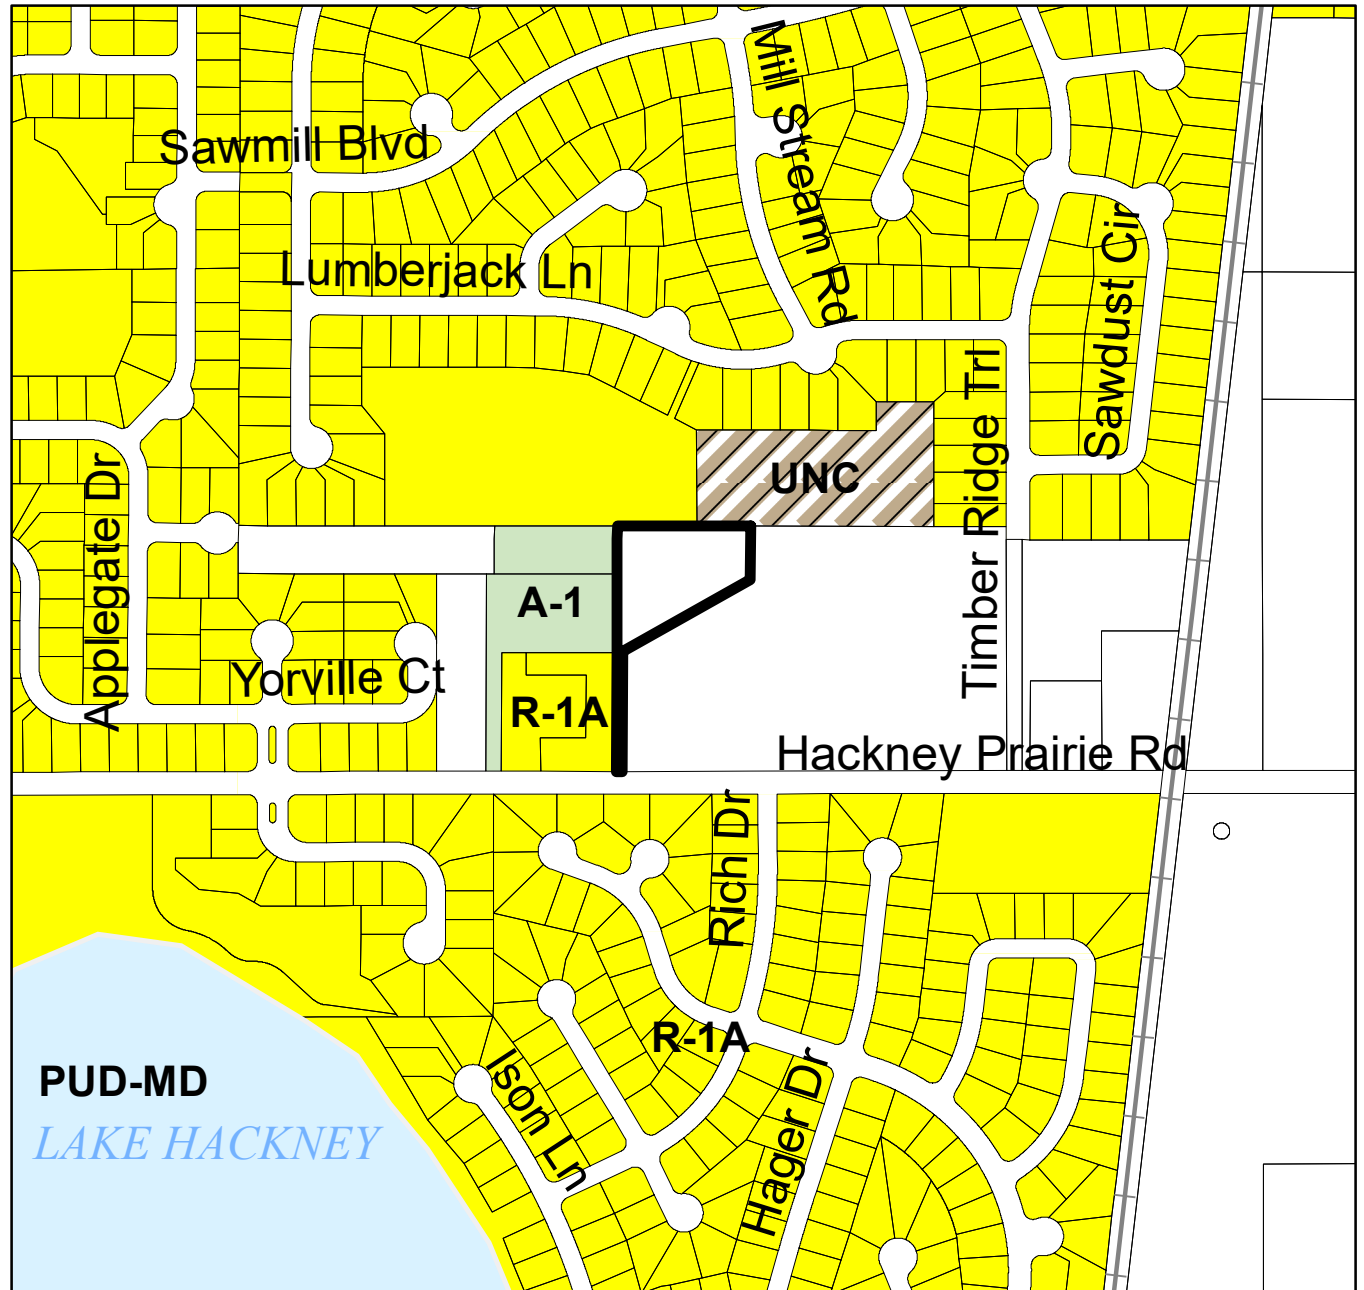 Mill Stream Rd
Sawmill Blvd
Lumberjack Ln
Sawdust Cir
Timber Ridge Trl
UNC
Applegate Dr
A-1
Yorville Ct
R-1A
Hackney Prairie Rd
Rich Dr
R-1A
Ison Ln
Hager Dr
PUD-MD
LAKE HACKNEY